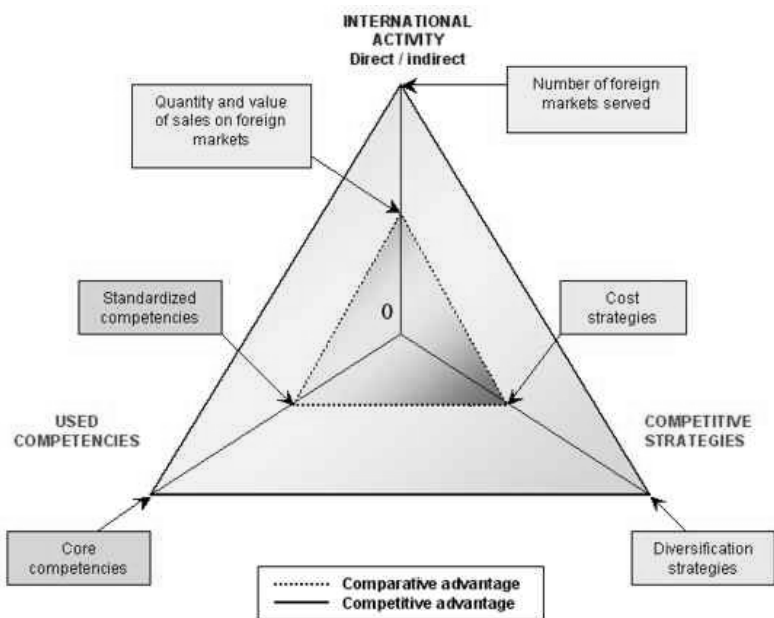 INTERNATIONAL
ACTIVITY
Direct / indirect
Quantity and value
of sales on foreign
markets
Number of foreign
markets served
Standardized
competencies
0
Cost
strategies
USED
COMPETENCIES
COMPETITIVE
STRATEGIES
Core
competencies
Diversification
strategies
Comparative advantage
Competitive advantage